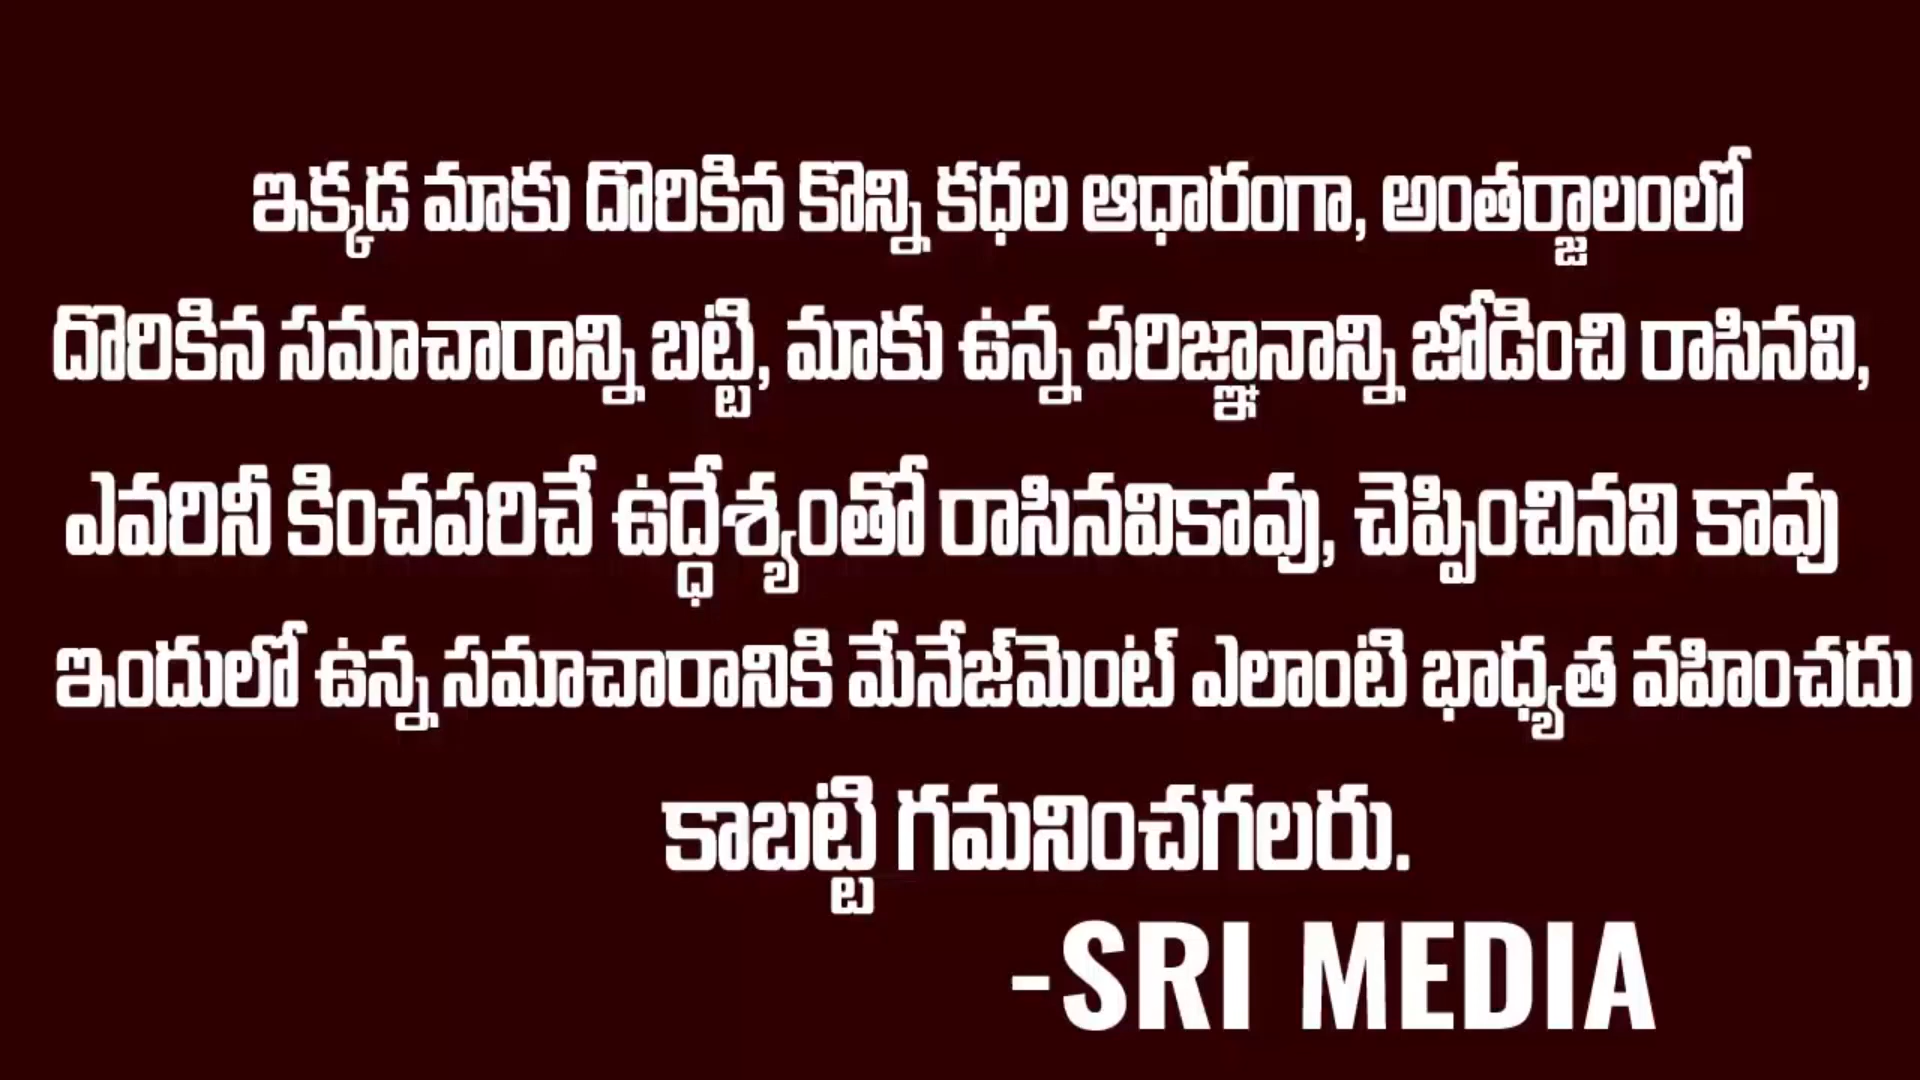 ఇక్కడ మాకు దొరికిన కొన్ని కధల ఆధారంగా, అంతర్జాలంలో
దొరికిన సమాచారాన్ని బట్టి, మాకు ఉన్న పరిజ్ఞానాన్ని జోడించి రాసినవి,
ఎవరినీ కించపరిచే ఉద్ధేశ్యంతో రాసినవికావు, చెప్పించినవి కావు
ఇందులో ఉన్న సమాచారానికి మేనేజ్‌మెంట్ ఎలాంటి భాధ్యత వహించదు
కాబట్టి గమనించగలరు.
-SRI MEDIA